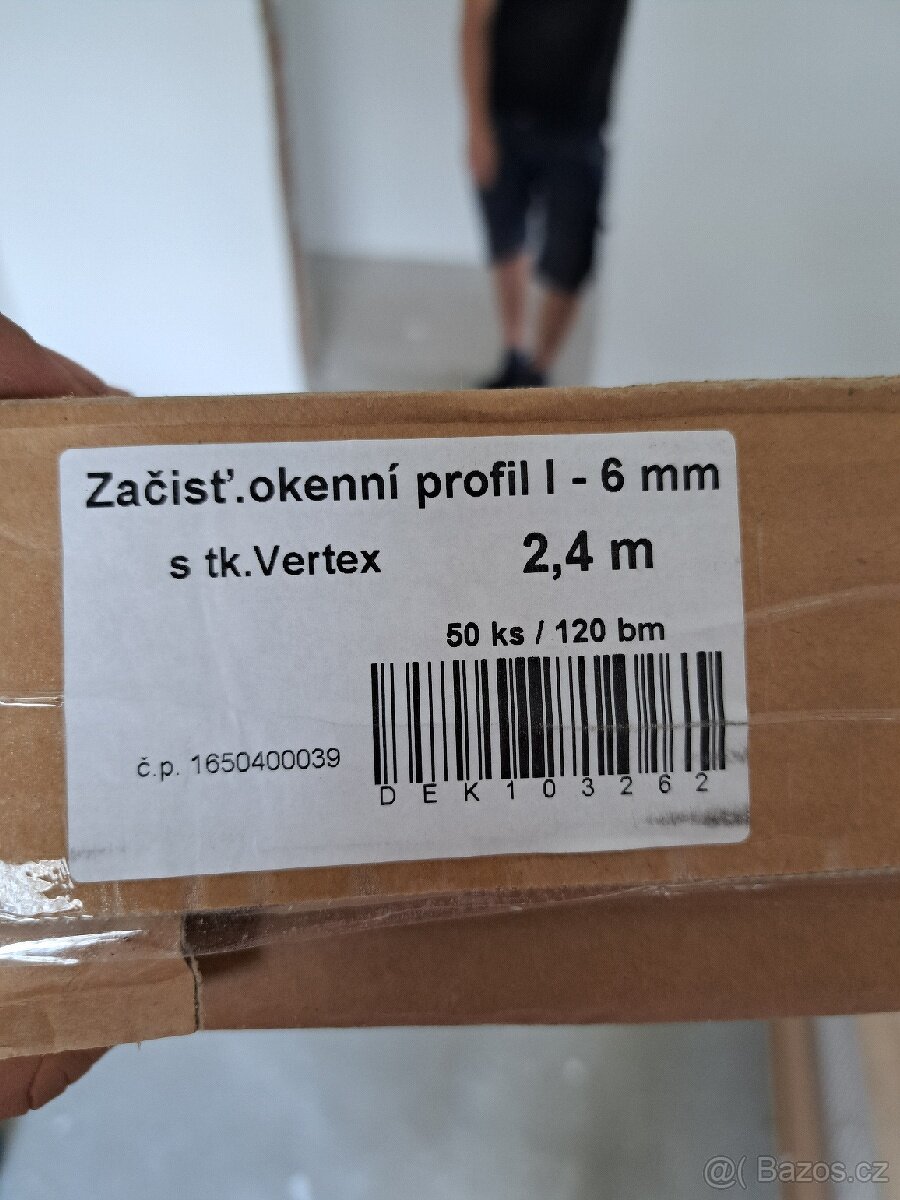 Začisť.okenní profil I - 6 mm
s tk.Vertex 2,4 m
50 ks / 120 bm
č.p. 1650400039
DEK103262
@( Bazos.cz